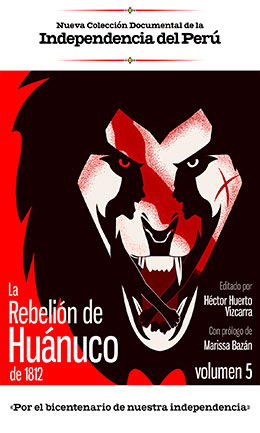 Nueva Colección Documental de la
Independencia del Perú
La
Rebelión de
Huánuco
de 1812
Editado por
Héctor Huerto
Vizcarra
Con prólogo de
Marissa Bazán
volumen 5
«Por el bicentenario de nuestra independencia»